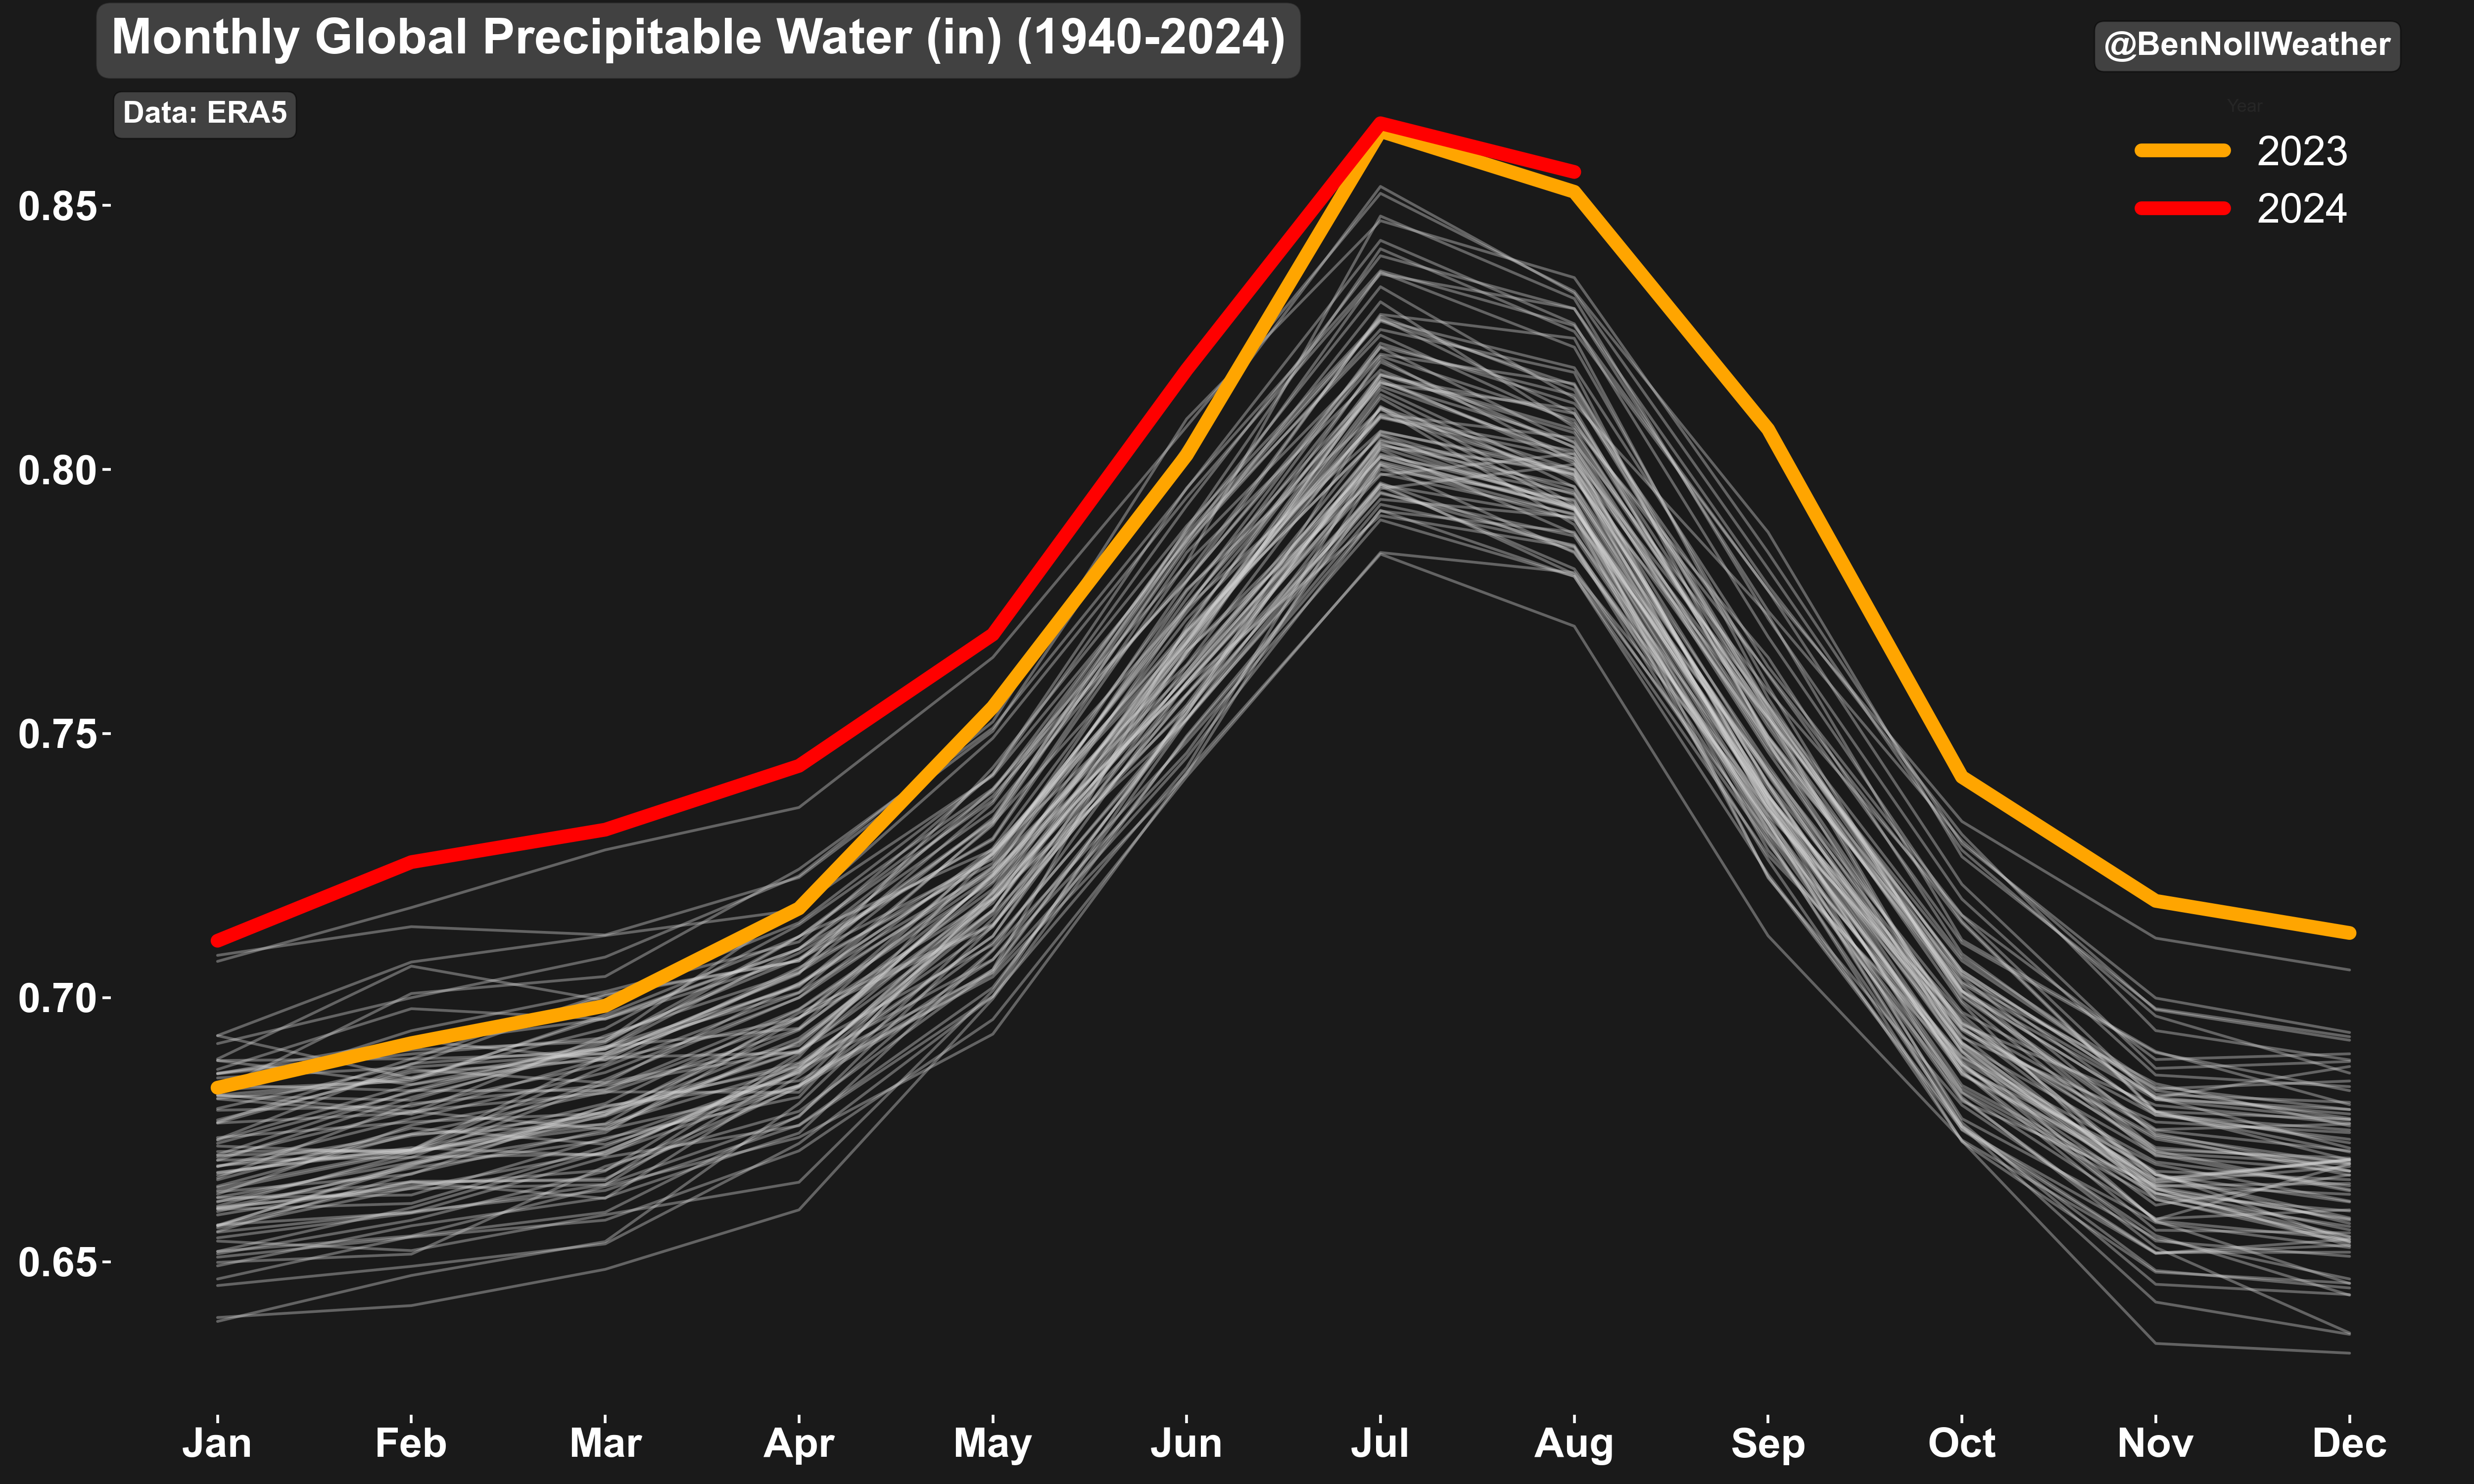 Monthly Global Precipitable Water (in) (1940-2024)
@BenNollWeather
Data: ERA5
Year
2023
2024
0.85
0.80
0.75
0.70
0.65
Jan Feb Mar Apr May Jun Jul Aug Sep Oct Nov Dec